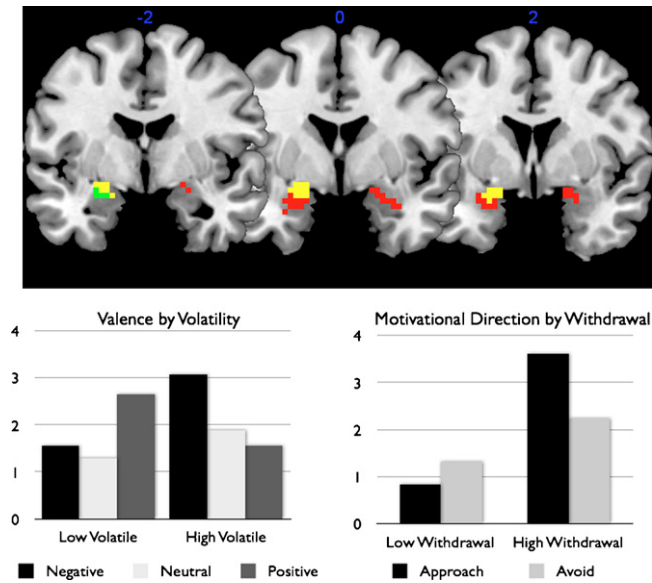 -2 0 2
Valence by Volatility
4
3
2
1
0
Low Volatile High Volatile
Negative Neutral Positive
Motivational Direction by Withdrawal
4
3
2
1
0
Low Withdrawal High Withdrawal
Approach Avoid